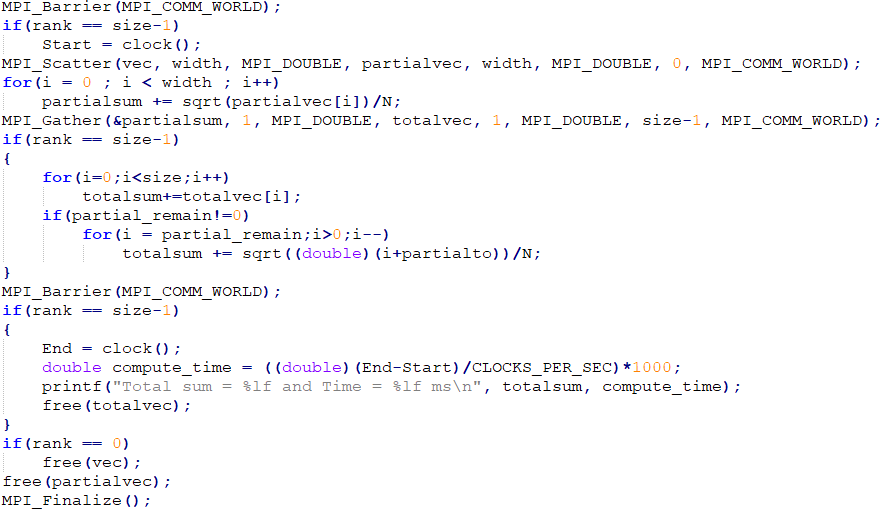 MPI_Barrier(MPI_COMM_WORLD);
if(rank == size-1)
    Start = clock();
MPI_Scatter(vec, width, MPI_DOUBLE, partialvec, width, MPI_DOUBLE, 0, MPI_COMM_WORLD);
for(i = 0 ; i < width ; i++)
    partialsum += sqrt(partialvec[i])/N;
MPI_Gather(&partialsum, 1, MPI_DOUBLE, totalvec, 1, MPI_DOUBLE, size-1, MPI_COMM_WORLD);
if(rank == size-1)
{
    for(i=0;i<size;i++)
        totalsum+=totalvec[i];
    if(partial_remain!=0)
        for(i = partial_remain;i>0;i--)
            totalsum += sqrt((double)(i+partialto))/N;
}
MPI_Barrier(MPI_COMM_WORLD);
if(rank == size-1)
{
    End = clock();
    double compute_time = ((double)(End-Start)/CLOCKS_PER_SEC)*1000;
    printf("Total sum = %lf and Time = %lf ms\n", totalsum, compute_time);
    free(totalvec);
}
if(rank == 0)
    free(vec);
free(partialvec);
MPI_Finalize();